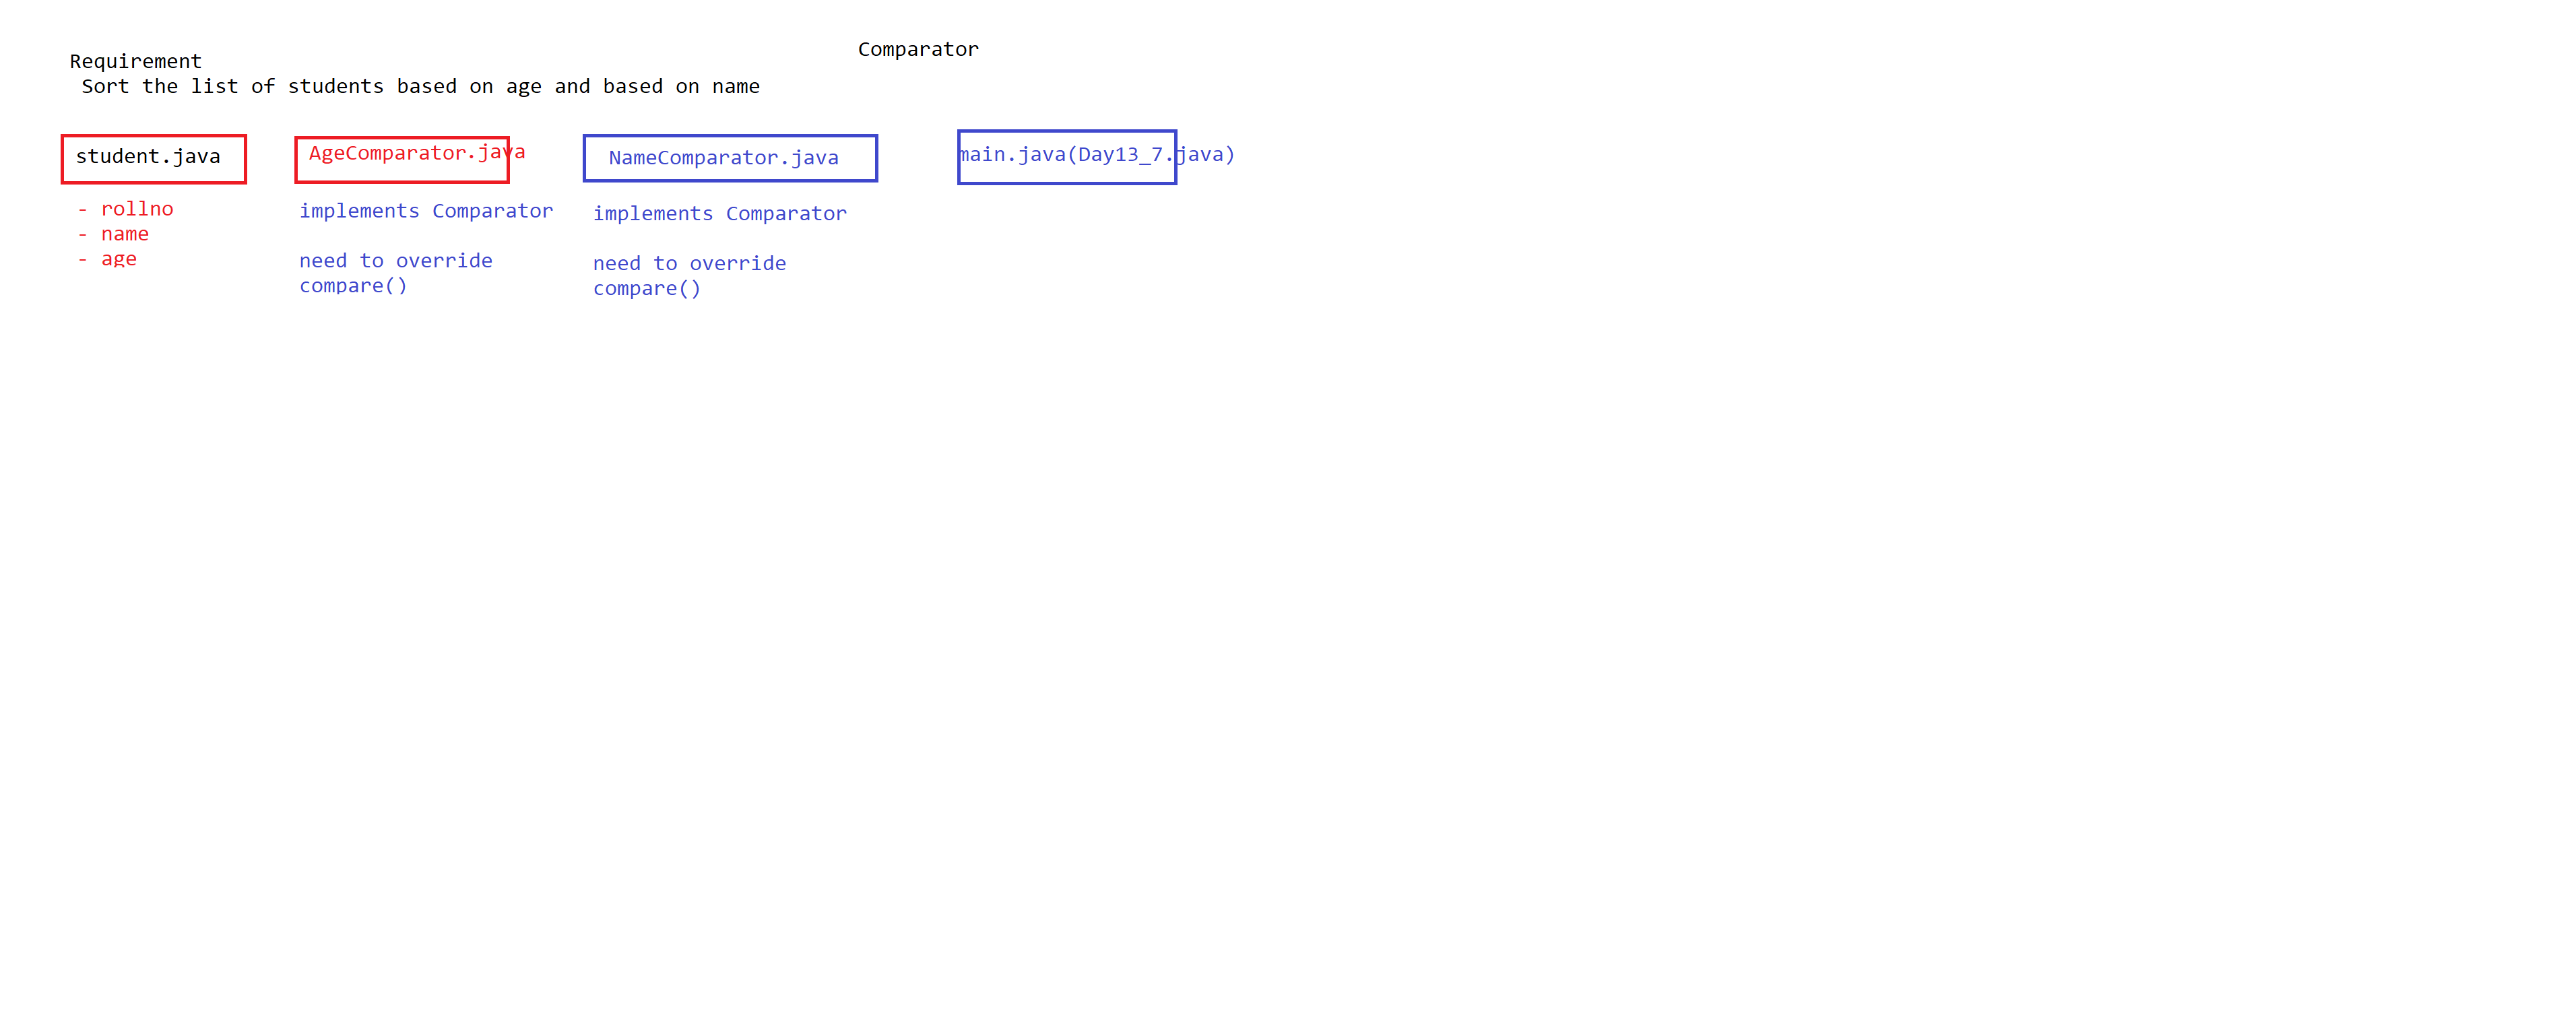 Comparator
Requirement
Sort the list of students based on age and based on name
student.java
- rollno
- name
- age
AgeComparator.java
implements Comparator
need to override
compare()
NameComparator.java
implements Comparator
need to override
compare()
main.java(Day13_7.java)